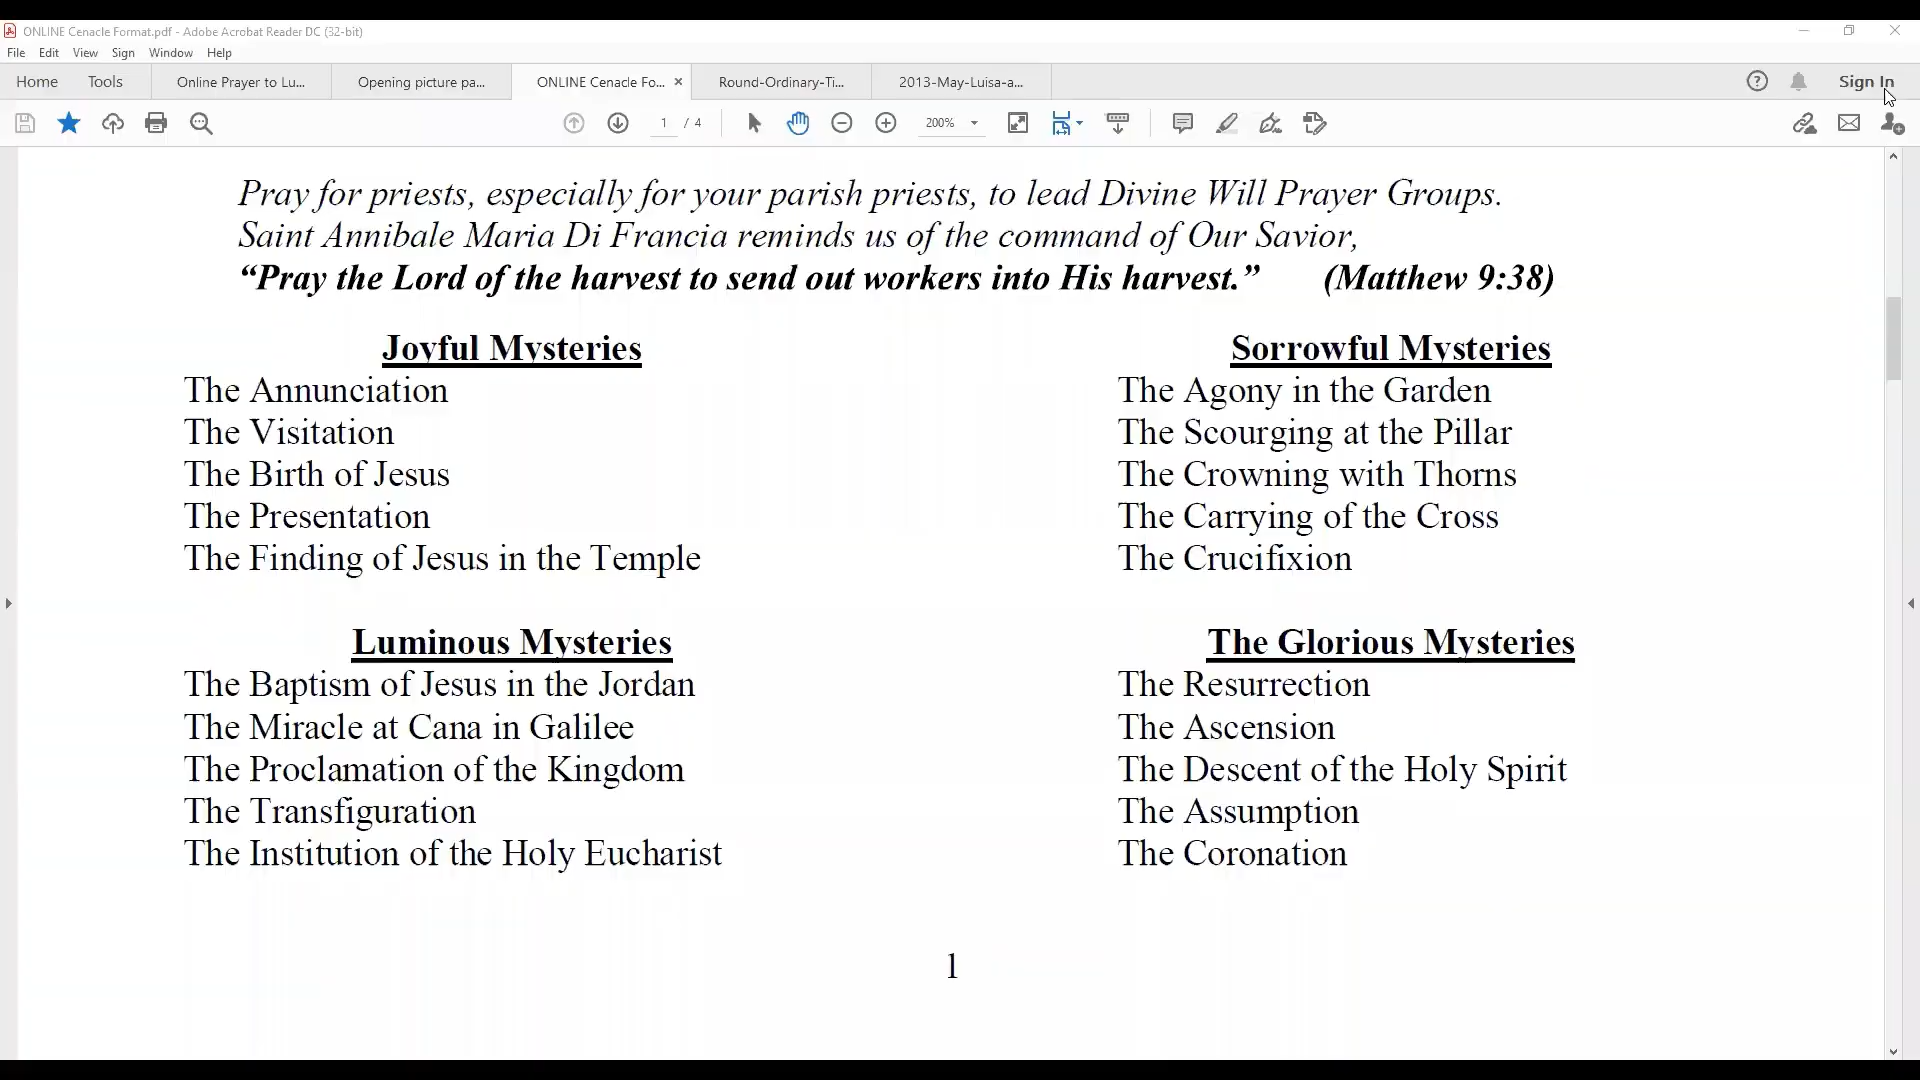 ONLINE Cenacle Format.pdf - Adobe Acrobat Reader DC (32-bit)
File Edit View Sign Window Help
Home Tools Online Prayer to Lu... Opening picture pa... ONLINE Cenacle Fo... × Round-Ordinary-Ti... 2013-May-Luisa-a... Sign In
1 / 4 200%
Pray for priests, especially for your parish priests, to lead Divine Will Prayer Groups.
Saint Annibale Maria Di Francia reminds us of the command of Our Savior,
“Pray the Lord of the harvest to send out workers into His harvest.” (Matthew 9:38)
Joyful Mysteries
The Annunciation
The Visitation
The Birth of Jesus
The Presentation
The Finding of Jesus in the Temple
Sorrowful Mysteries
The Agony in the Garden
The Scourging at the Pillar
The Crowning with Thorns
The Carrying of the Cross
The Crucifixion
Luminous Mysteries
The Baptism of Jesus in the Jordan
The Miracle at Cana in Galilee
The Proclamation of the Kingdom
The Transfiguration
The Institution of the Holy Eucharist
The Glorious Mysteries
The Resurrection
The Ascension
The Descent of the Holy Spirit
The Assumption
The Coronation
1